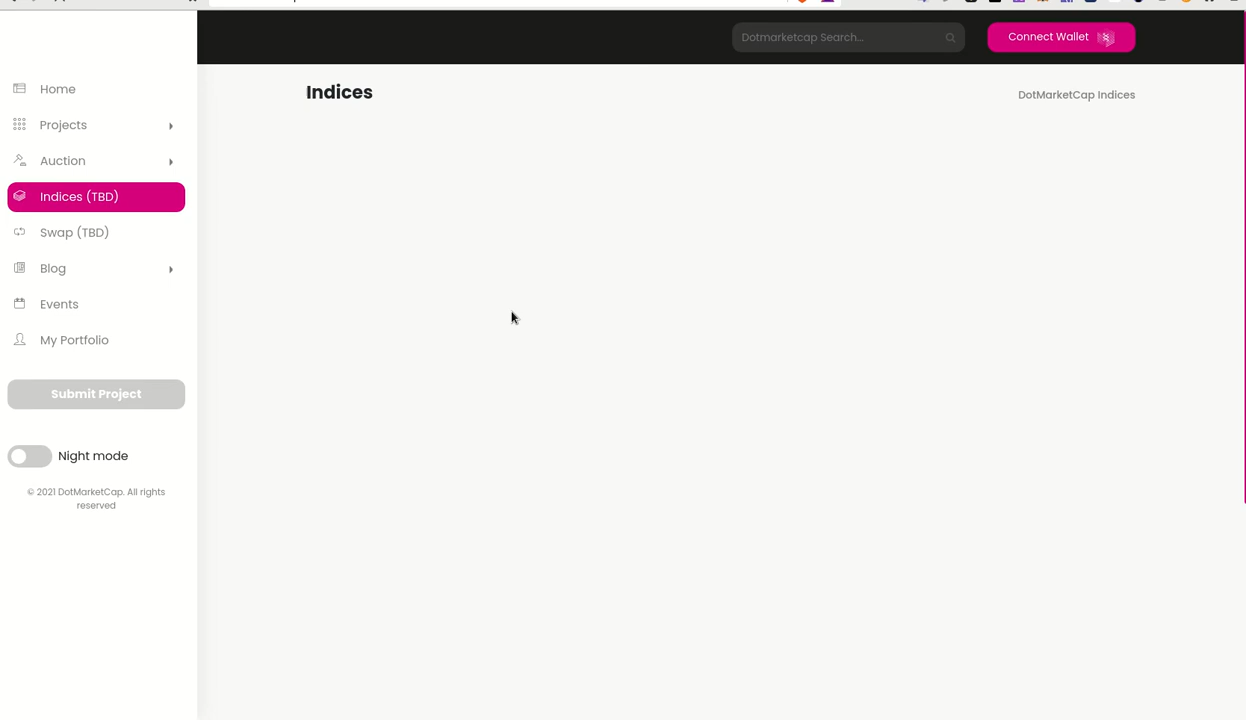 Dotmarketcap Search...
Connect Wallet
Home
Projects
Auction
Indices (TBD)
Swap (TBD)
Blog
Events
My Portfolio
Submit Project
Night mode
© 2021 DotMarketCap. All rights
reserved
Indices
DotMarketCap Indices